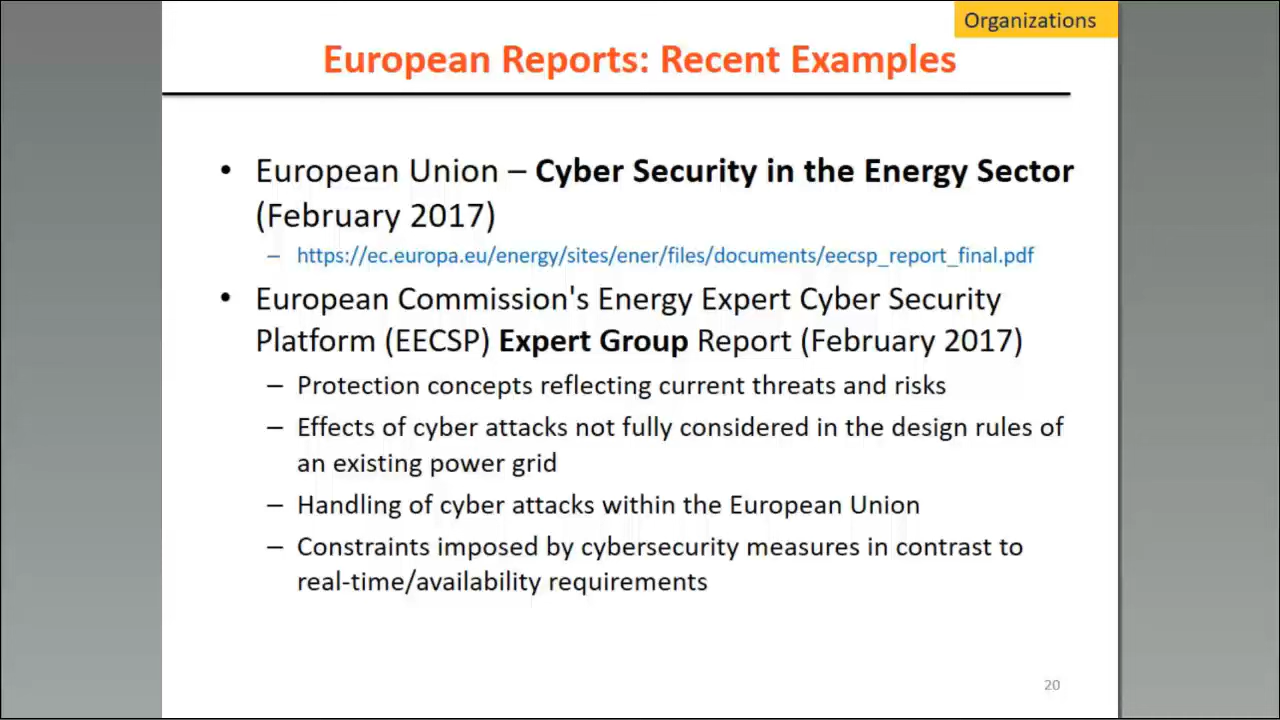 Organizations
European Reports: Recent Examples
• European Union – Cyber Security in the Energy Sector
(February 2017)
– https://ec.europa.eu/energy/sites/ener/files/documents/eecsp_report_final.pdf
• European Commission's Energy Expert Cyber Security
Platform (EECSP) Expert Group Report (February 2017)
– Protection concepts reflecting current threats and risks
– Effects of cyber attacks not fully considered in the design rules of
an existing power grid
– Handling of cyber attacks within the European Union
– Constraints imposed by cybersecurity measures in contrast to
real-time/availability requirements
20